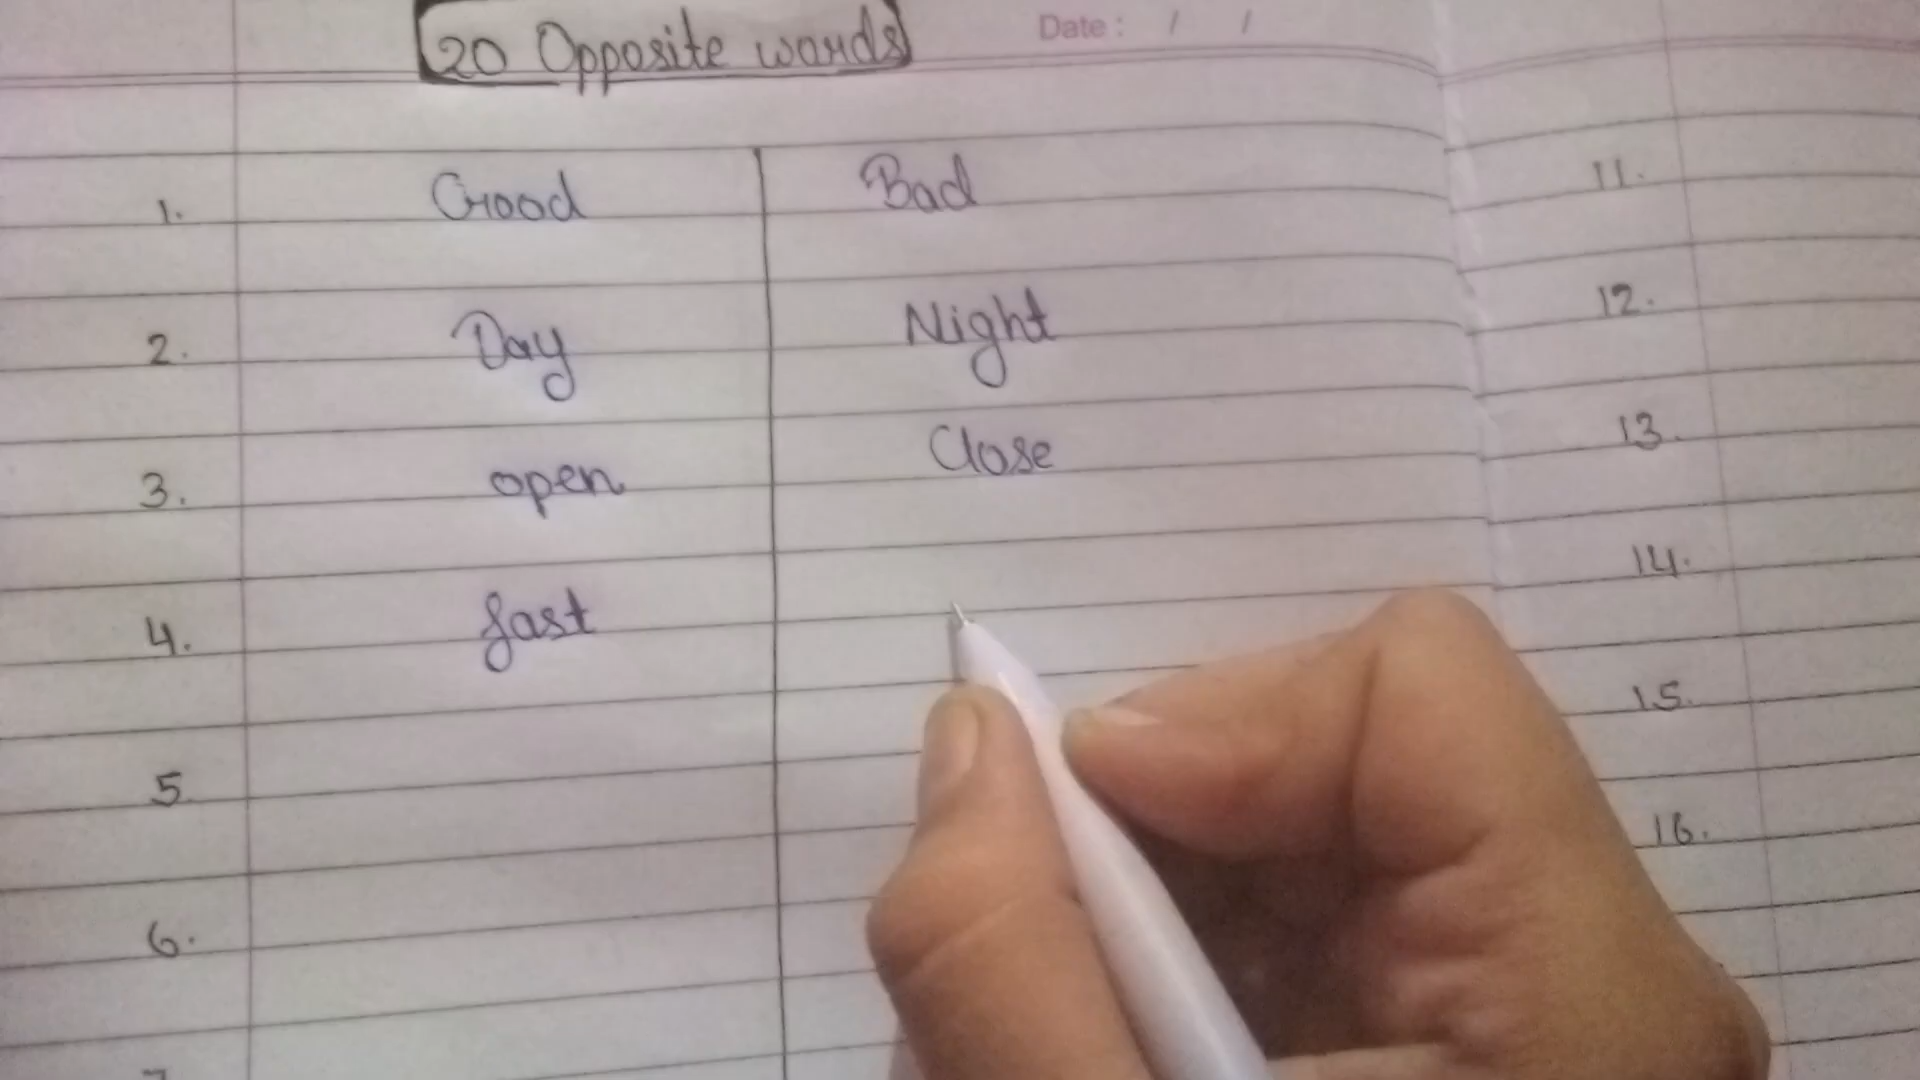 20 Opposite words
Date : / /
1. Good Bad
2. Day Night
3. open Close
4. fast
5.
6.
11.
12.
13.
14.
15.
16.